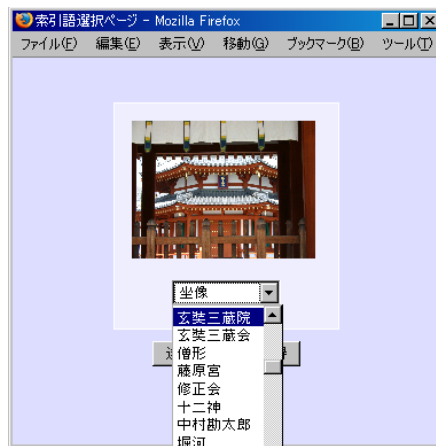 索引語選択ページ - Mozilla Firefox
ファイル(F) 編集(E) 表示(V) 移動(G) ブックマーク(B) ツール(T)
坐像
玄奘三蔵院
玄奘三蔵会
僧形
藤原宮
修正会
十二神
中村勘太郎
堀河